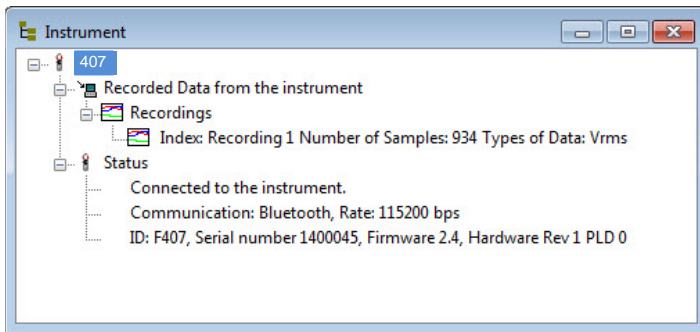 Instrument
407
Recorded Data from the instrument
Recordings
Index: Recording 1 Number of Samples: 934 Types of Data: Vrms
Status
Connected to the instrument.
Communication: Bluetooth, Rate: 115200 bps
ID: F407, Serial number 1400045, Firmware 2.4, Hardware Rev 1 PLD 0